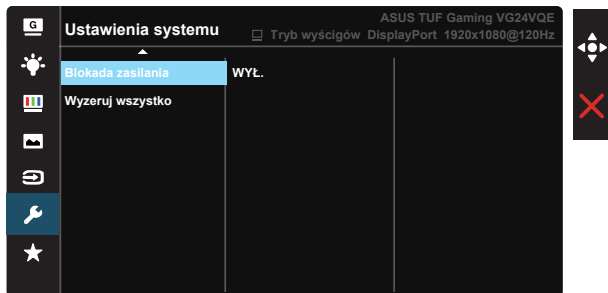 G
Ustawienia systemu
ASUS TUF Gaming VG24VQE
Tryb wyścigów DisplayPort 1920x1080@120Hz
Blokada zasilania WYŁ.
Wyzeruj wszystko